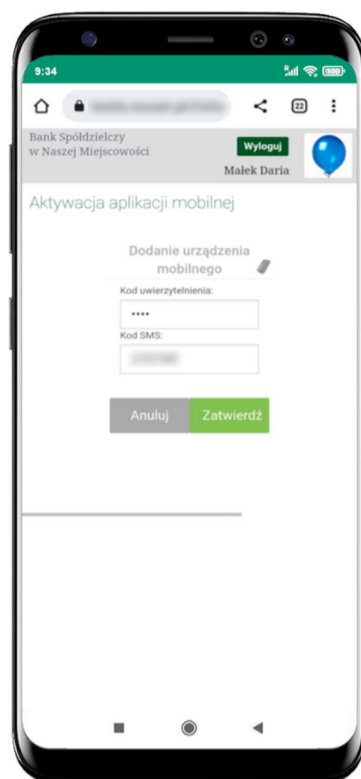 9:34
22
Bank Spółdzielczy
w Naszej Miejscowości
Wyloguj
Małek Daria
Aktywacja aplikacji mobilnej
Dodanie urządzenia
mobilnego
Kod uwierzytelnienia:
••••
Kod SMS:
Anuluj
Zatwierdź